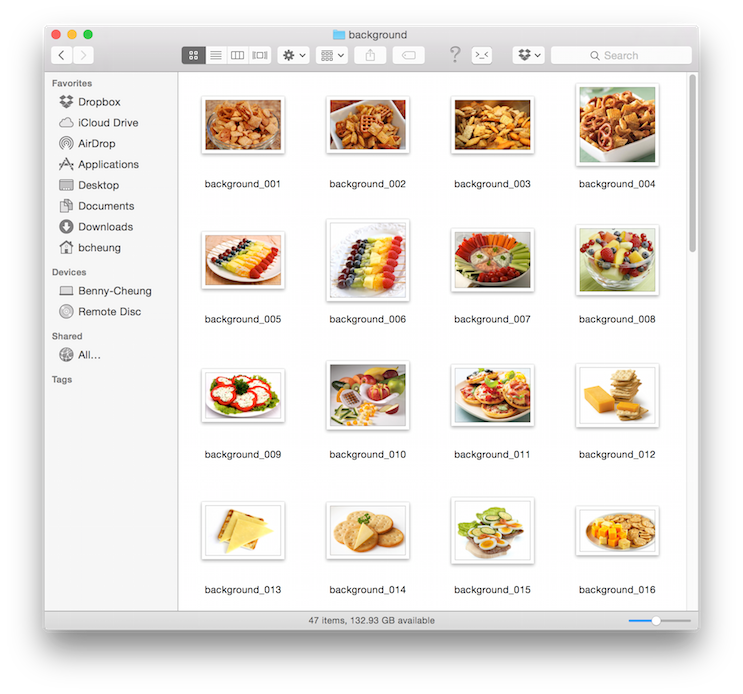 background
? >_< Search
Favorites
Dropbox
iCloud Drive
AirDrop
Applications
Desktop
Documents
Downloads
bcheung
Devices
Benny-Cheung
Remote Disc
Shared
All...
Tags
background_001 background_002 background_003 background_004
background_005 background_006 background_007 background_008
background_009 background_010 background_011 background_012
background_013 background_014 background_015 background_016
47 items, 132.93 GB available